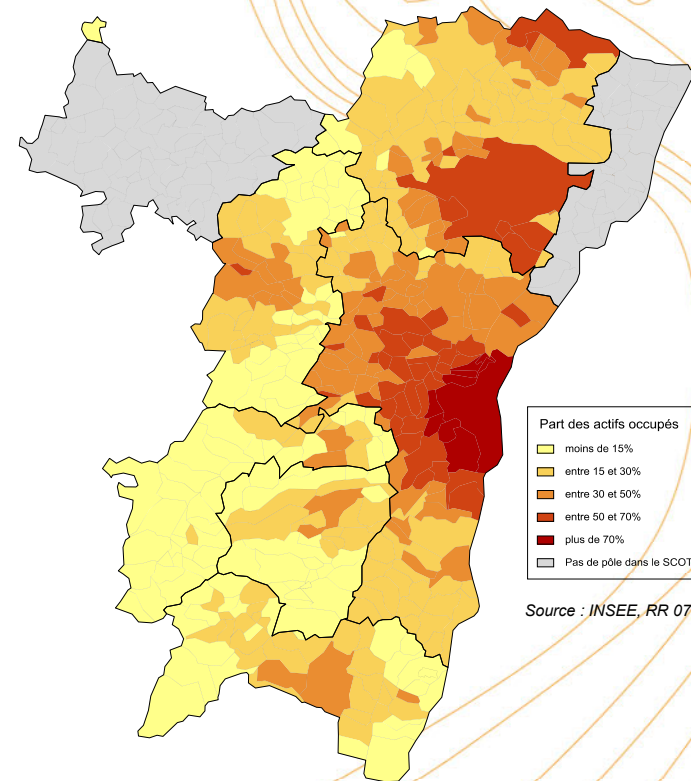 Part des actifs occupés
moins de 15%
entre 15 et 30%
entre 30 et 50%
entre 50 et 70%
plus de 70%
Pas de pôle dans le SCOT
Source : INSEE, RR 07